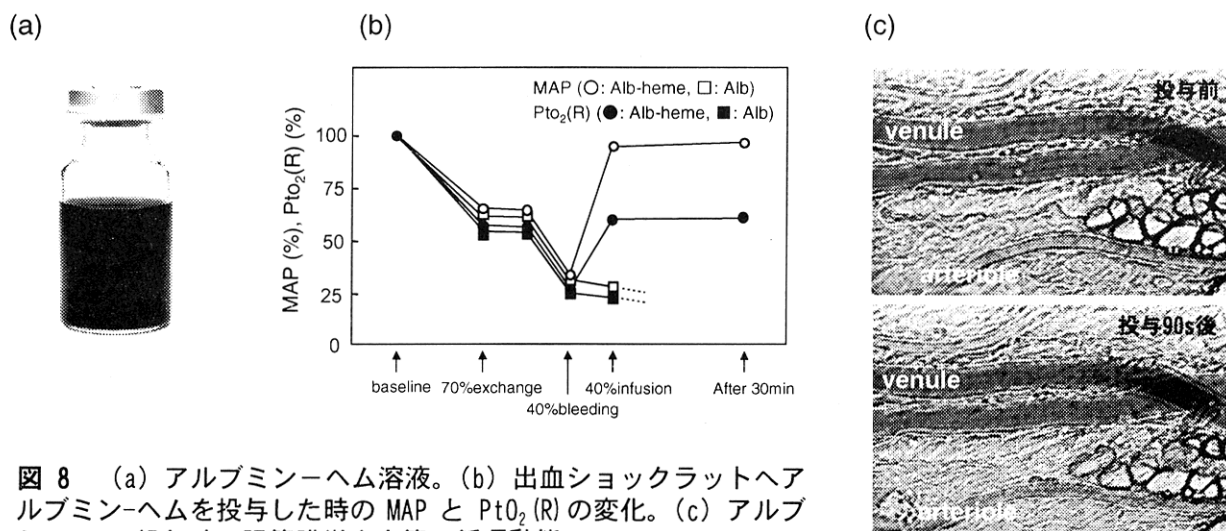 (a)
(b)
(c)
MAP (○: Alb-heme, □: Alb)
Pto₂(R) (●: Alb-heme, ■: Alb)
MAP (%), Pto₂(R) (%)
100
75
50
25
0
baseline
70%exchange
40%bleeding
40%infusion
After 30min
投与前
venule
arteriole
投与90s後
venule
arteriole
図 8 (a) アルブミン-ヘム溶液。(b) 出血ショックラットへア
ルブミン-ヘムを投与した時の MAP と PtO₂(R)の変化。(c) アルブ